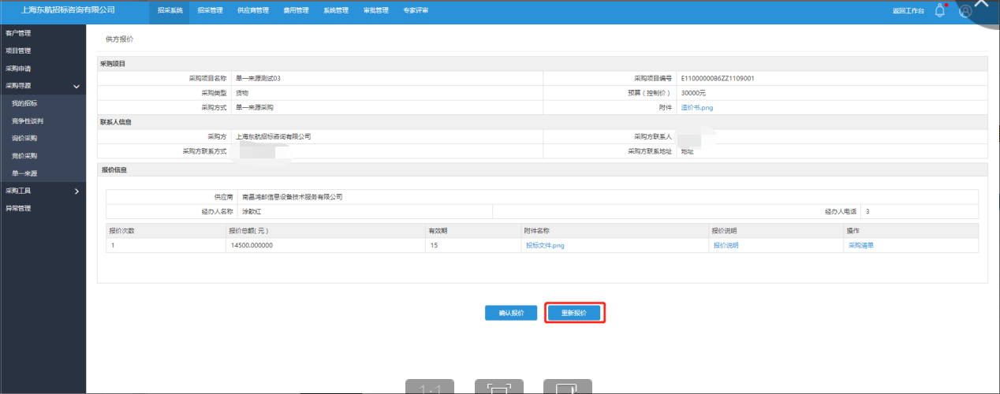 上海东航招标咨询有限公司 招采系统 招采管理 供应商管理 费用管理 系统管理 审批管理 专家评审 返回工作台
客户管理
项目管理
采购申请
采购寻源
我的招标
竞争性谈判
询价采购
竞价采购
单一来源
采购工具
异常管理
供方报价
采购项目
采购项目名称 单一来源测试03 采购项目编号 E1100000086ZZ1109001
采购类型 货物 预算（控制价） 30000元
采购方式 单一来源采购 附件 造价书.png
联系人信息
采购方 上海东航招标咨询有限公司 采购方联系人
采购方联系方式 采购方联系地址 地址
报价信息
供应商 南昌鸿邮信息设备技术服务有限公司
经办人名称 涂歆红 经办人电话 3
报价次数 报价总额( 元 ) 有效期 附件名称 报价说明 操作
1 14500.000000 15 投标文件.png 报价说明 采购清单
确认报价 重新报价
1:1